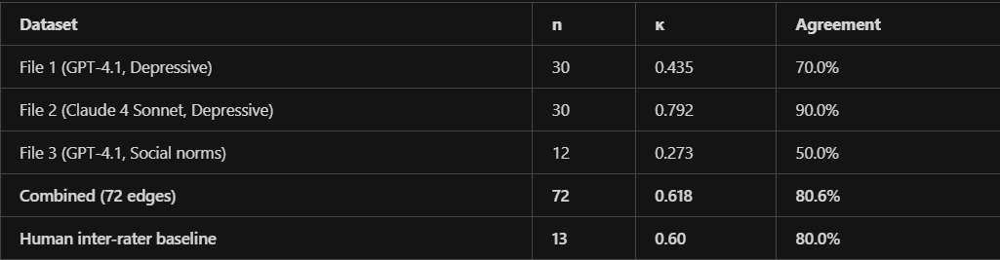 Dataset n κ Agreement
File 1 (GPT-4.1, Depressive) 30 0.435 70.0%
File 2 (Claude 4 Sonnet, Depressive) 30 0.792 90.0%
File 3 (GPT-4.1, Social norms) 12 0.273 50.0%
Combined (72 edges) 72 0.618 80.6%
Human inter-rater baseline 13 0.60 80.0%